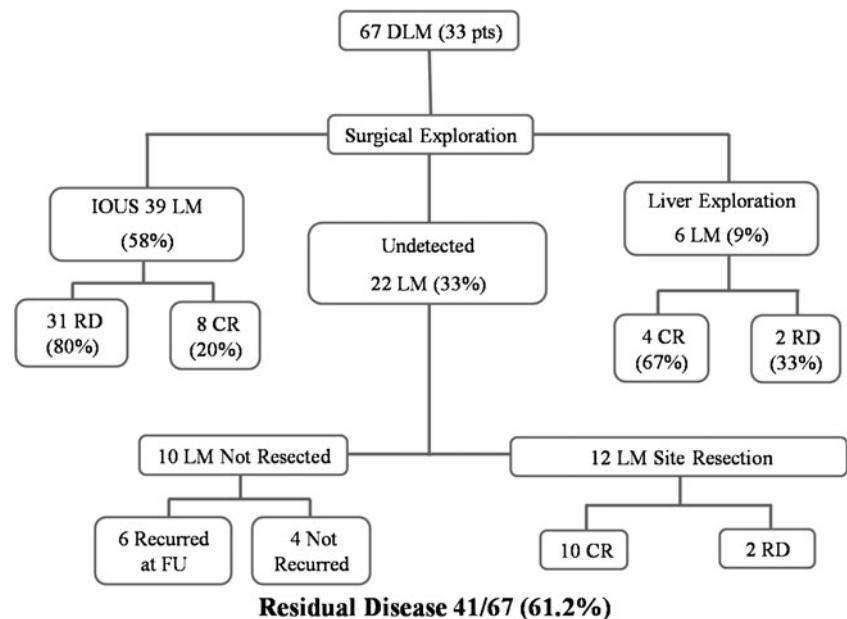 67 DLM (33 pts)
Surgical Exploration
IOUS 39 LM
(58%)
31 RD
(80%)
8 CR
(20%)
Undetected
22 LM (33%)
Liver Exploration
6 LM (9%)
4 CR
(67%)
2 RD
(33%)
10 LM Not Resected
6 Recurred
at FU
4 Not
Recurred
12 LM Site Resection
10 CR
2 RD
Residual Disease 41/67 (61.2%)